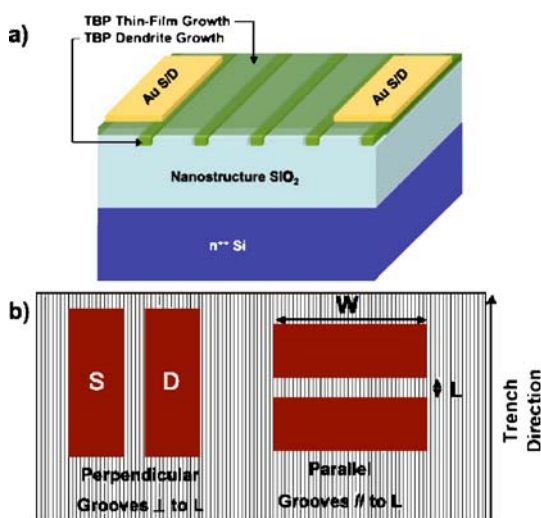 a)
TBP Thin-Film Growth
TBP Dendrite Growth
Au S/D
Au S/D
Nanostructure SIO₂
n⁺⁺ Si
b)
W
S
D
L
Trench
Direction
Perpendicular
Grooves ⊥ to L
Parallel
Grooves // to L